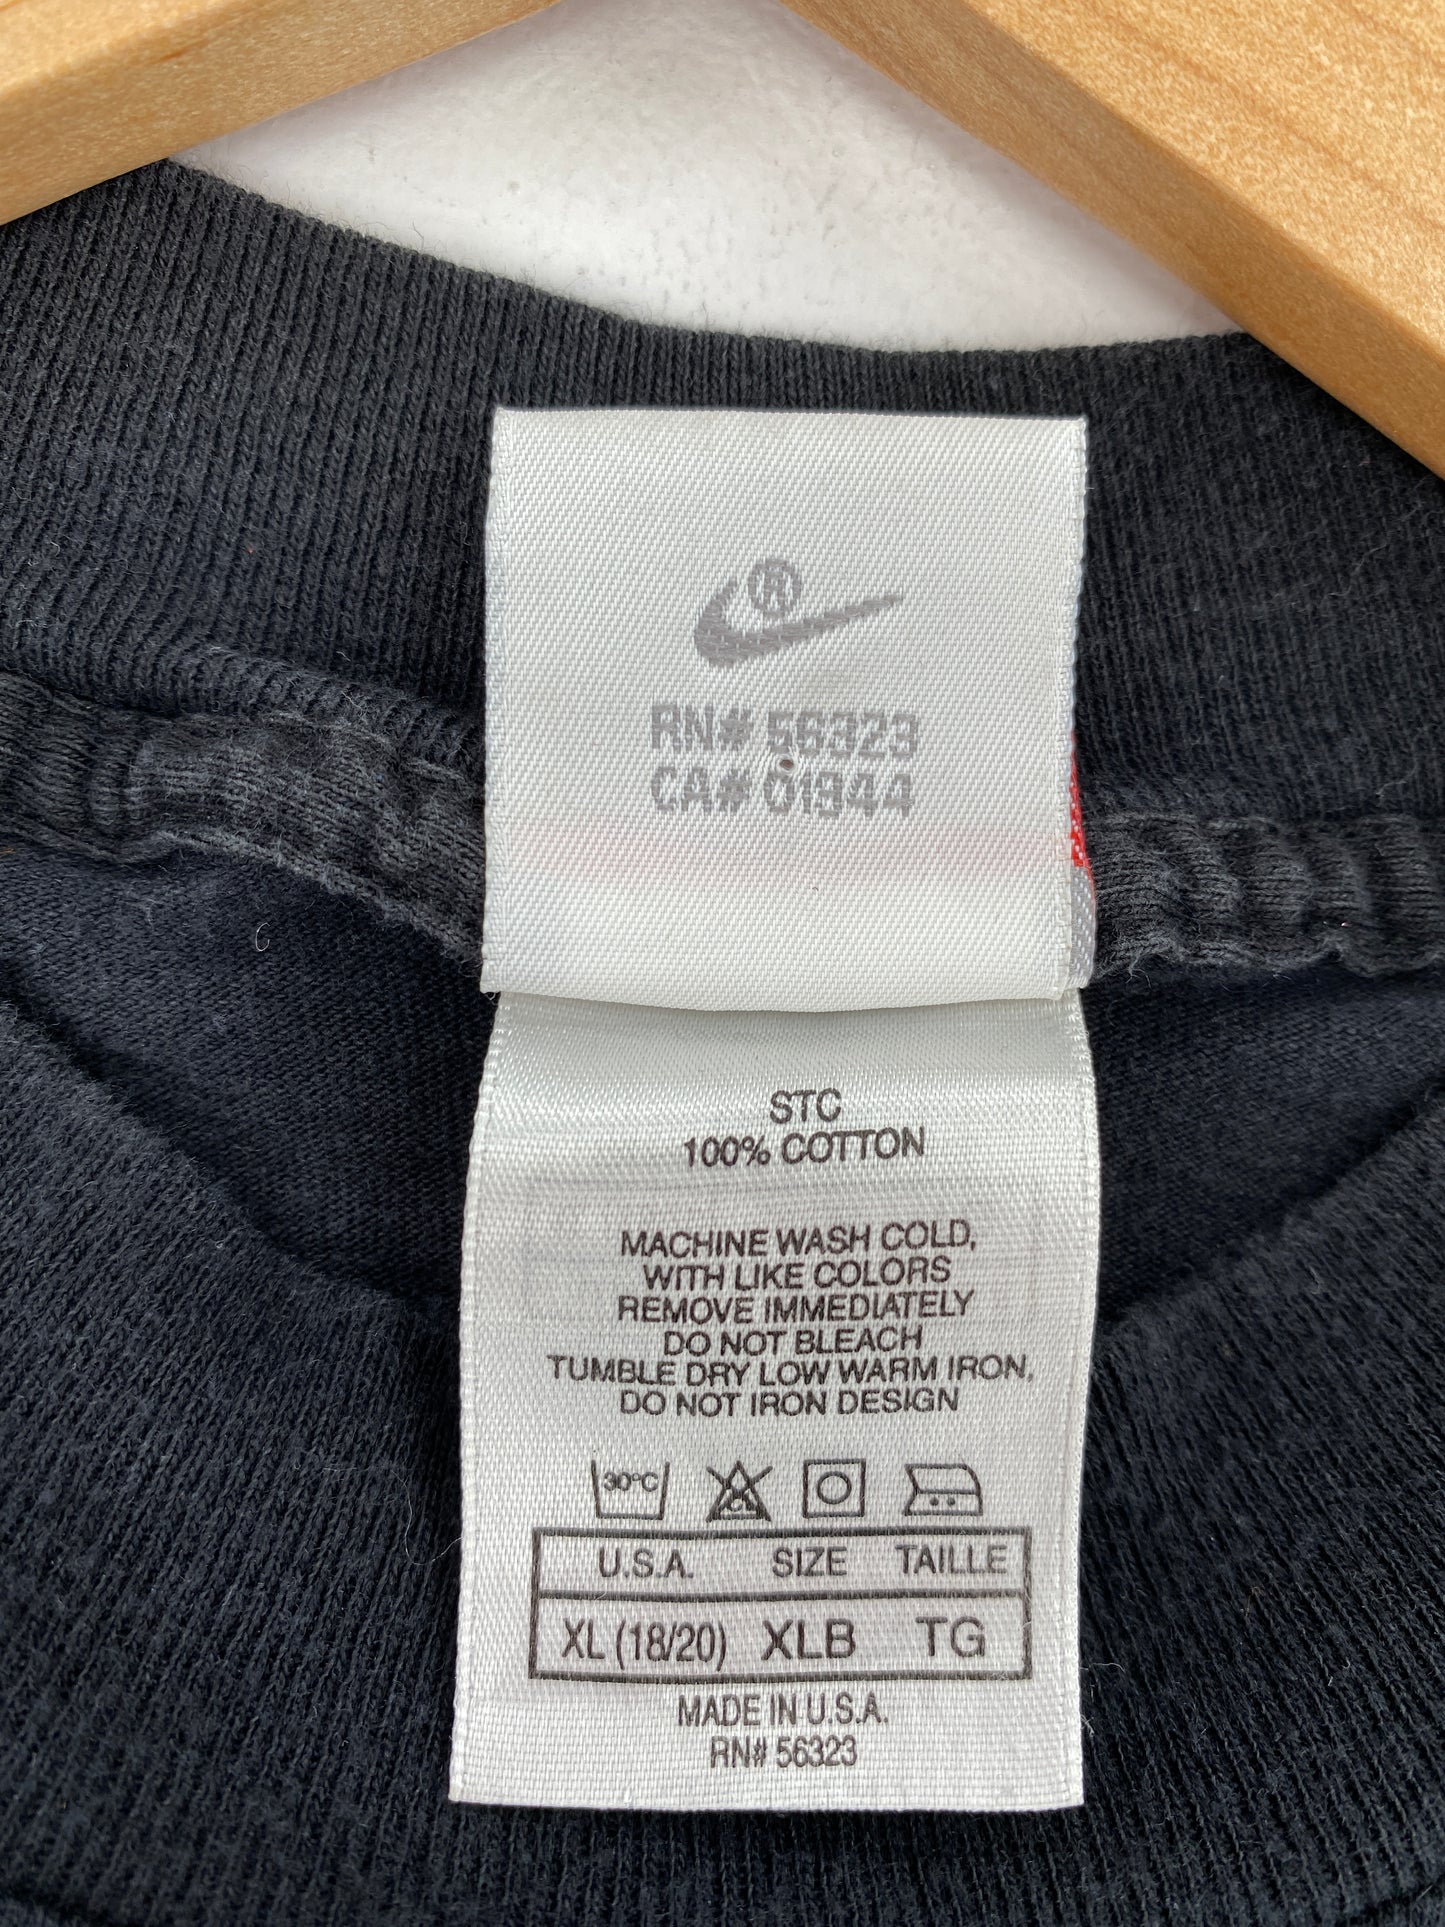 ®
RN# 56323
CA# 01944
STC
100% COTTON
MACHINE WASH COLD,
WITH LIKE COLORS
REMOVE IMMEDIATELY
DO NOT BLEACH
TUMBLE DRY LOW WARM IRON,
DO NOT IRON DESIGN
30°C
U.S.A. SIZE TAILLE
XL (18/20) XLB TG
MADE IN U.S.A.
RN# 56323